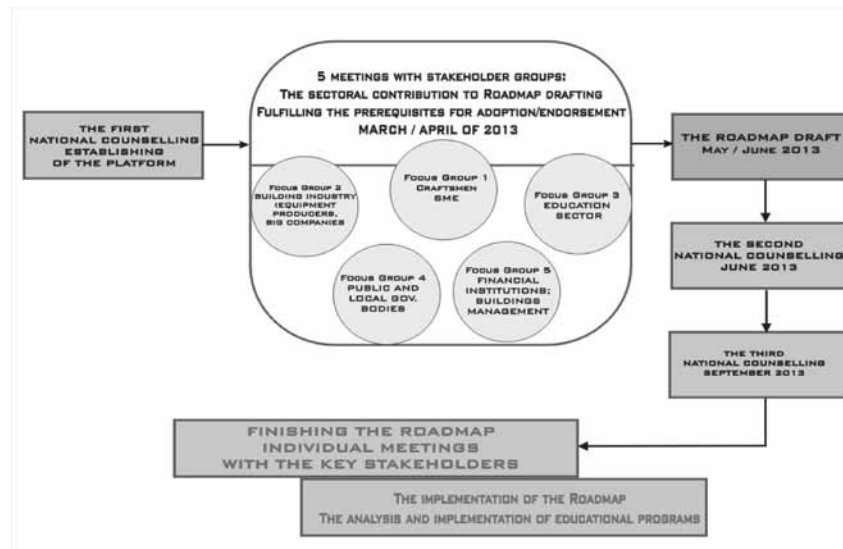 5 MEETINGS WITH STAKEHOLDER GROUPS:
THE SECTORAL CONTRIBUTION TO ROADMAP DRAFTING
FULFILLING THE PREREQUISITES FOR ADOPTION/ENDORSEMENT
MARCH / APRIL OF 2013
THE FIRST
NATIONAL COUNSELLING
ESTABLISHING
OF THE PLATFORM
FOCUS GROUP 1
CRAFTSMEN
SME
FOCUS GROUP 2
BUILDING INDUSTRY
(EQUIPMENT
PRODUCERS,
BIG COMPANIES
FOCUS GROUP 3
EDUCATION
SECTOR
FOCUS GROUP 4
PUBLIC AND
LOCAL GOV.
BODIES
FOCUS GROUP 5
FINANCIAL
INSTITUTIONS;
BUILDINGS
MANAGEMENT
THE ROADMAP DRAFT
MAY / JUNE 2013
THE SECOND
NATIONAL COUNSELLING
JUNE 2013
THE THIRD
NATIONAL COUNSELLING
SEPTEMBER 2013
FINISHING THE ROADMAP
INDIVIDUAL MEETINGS
WITH THE KEY STAKEHOLDERS
THE IMPLEMENTATION OF THE ROADMAP
THE ANALYSIS AND IMPLEMENTATION OF EDUCATIONAL PROGRAMS